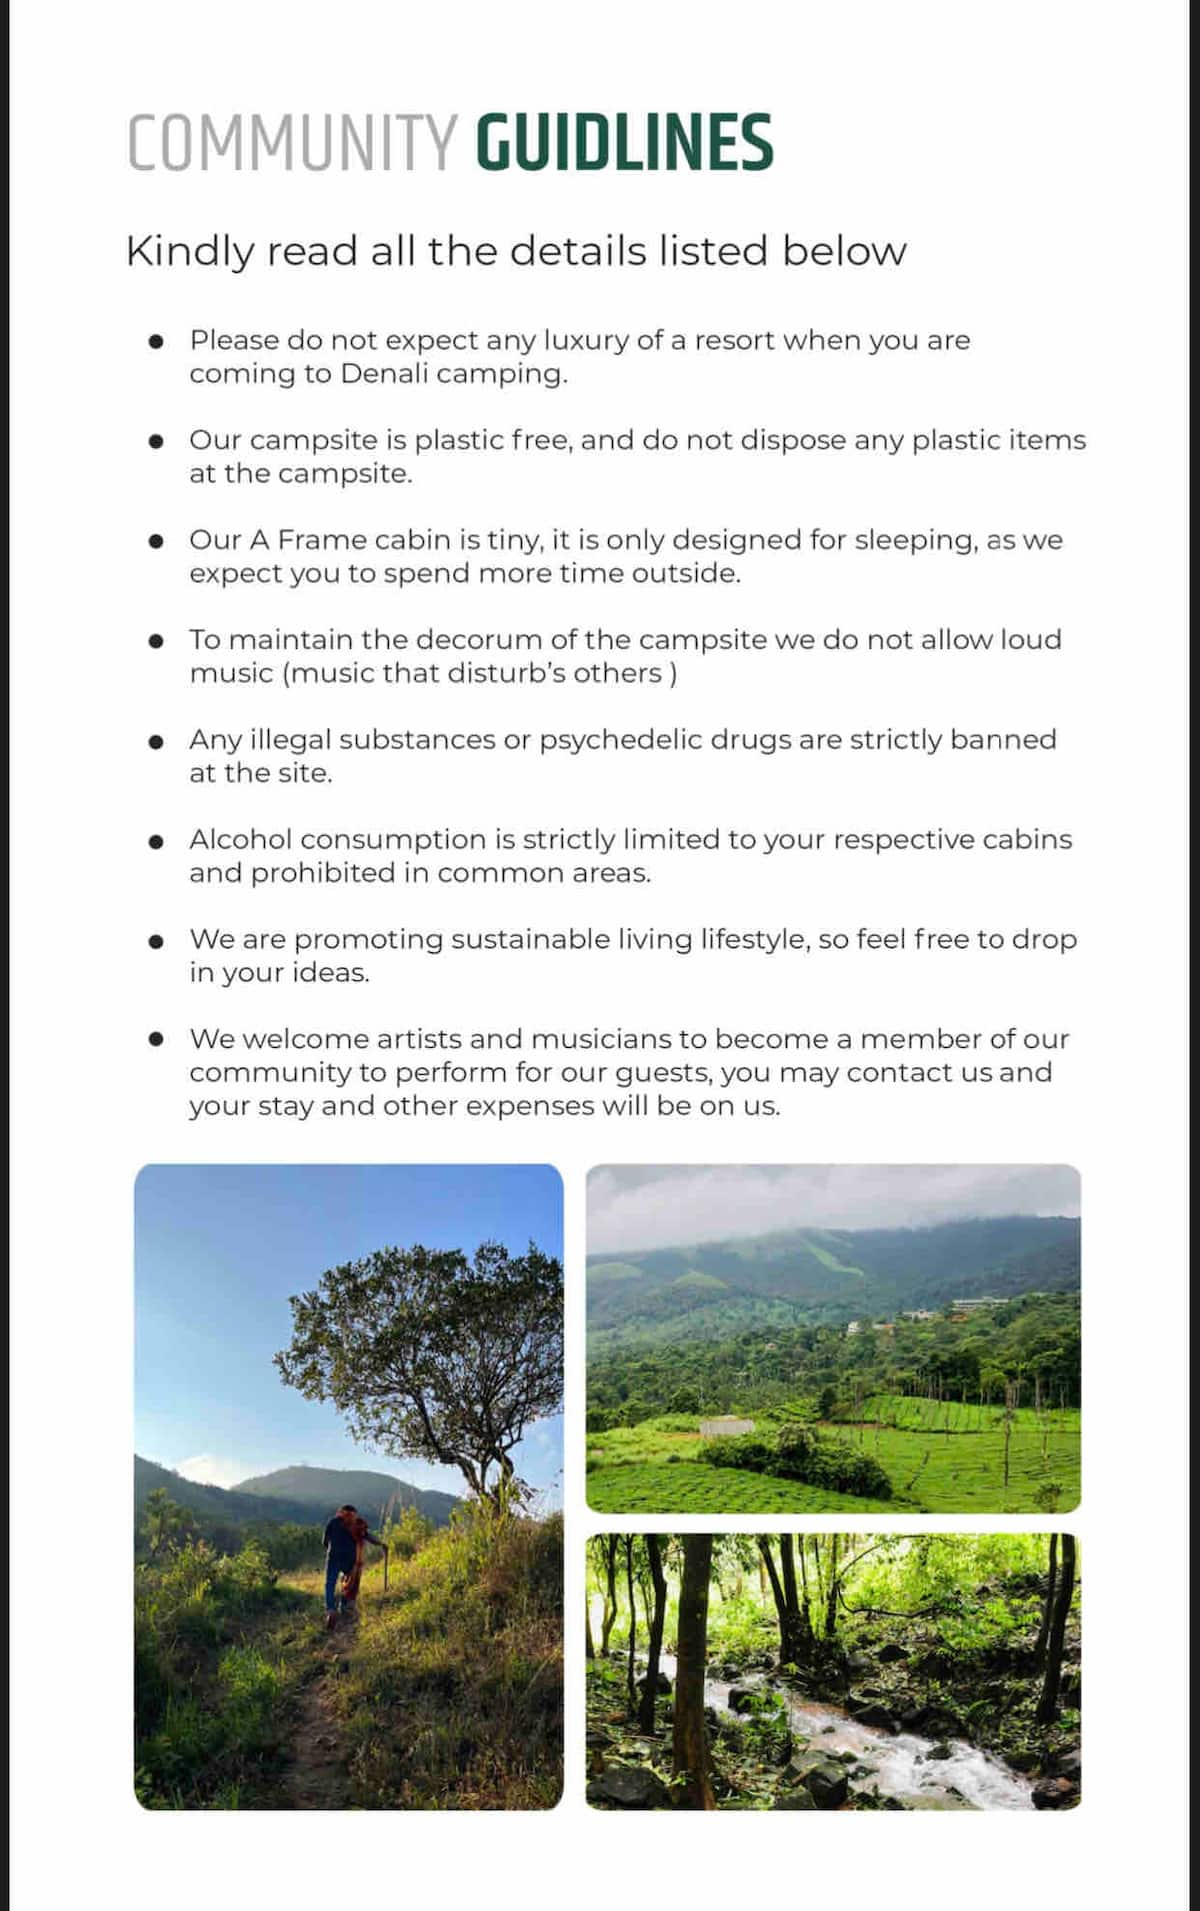 COMMUNITY GUIDLINES
Kindly read all the details listed below
● Please do not expect any luxury of a resort when you are
coming to Denali camping.
● Our campsite is plastic free, and do not dispose any plastic items
at the campsite.
● Our A Frame cabin is tiny, it is only designed for sleeping, as we
expect you to spend more time outside.
● To maintain the decorum of the campsite we do not allow loud
music (music that disturb's others )
● Any illegal substances or psychedelic drugs are strictly banned
at the site.
● Alcohol consumption is strictly limited to your respective cabins
and prohibited in common areas.
● We are promoting sustainable living lifestyle, so feel free to drop
in your ideas.
● We welcome artists and musicians to become a member of our
community to perform for our guests, you may contact us and
your stay and other expenses will be on us.